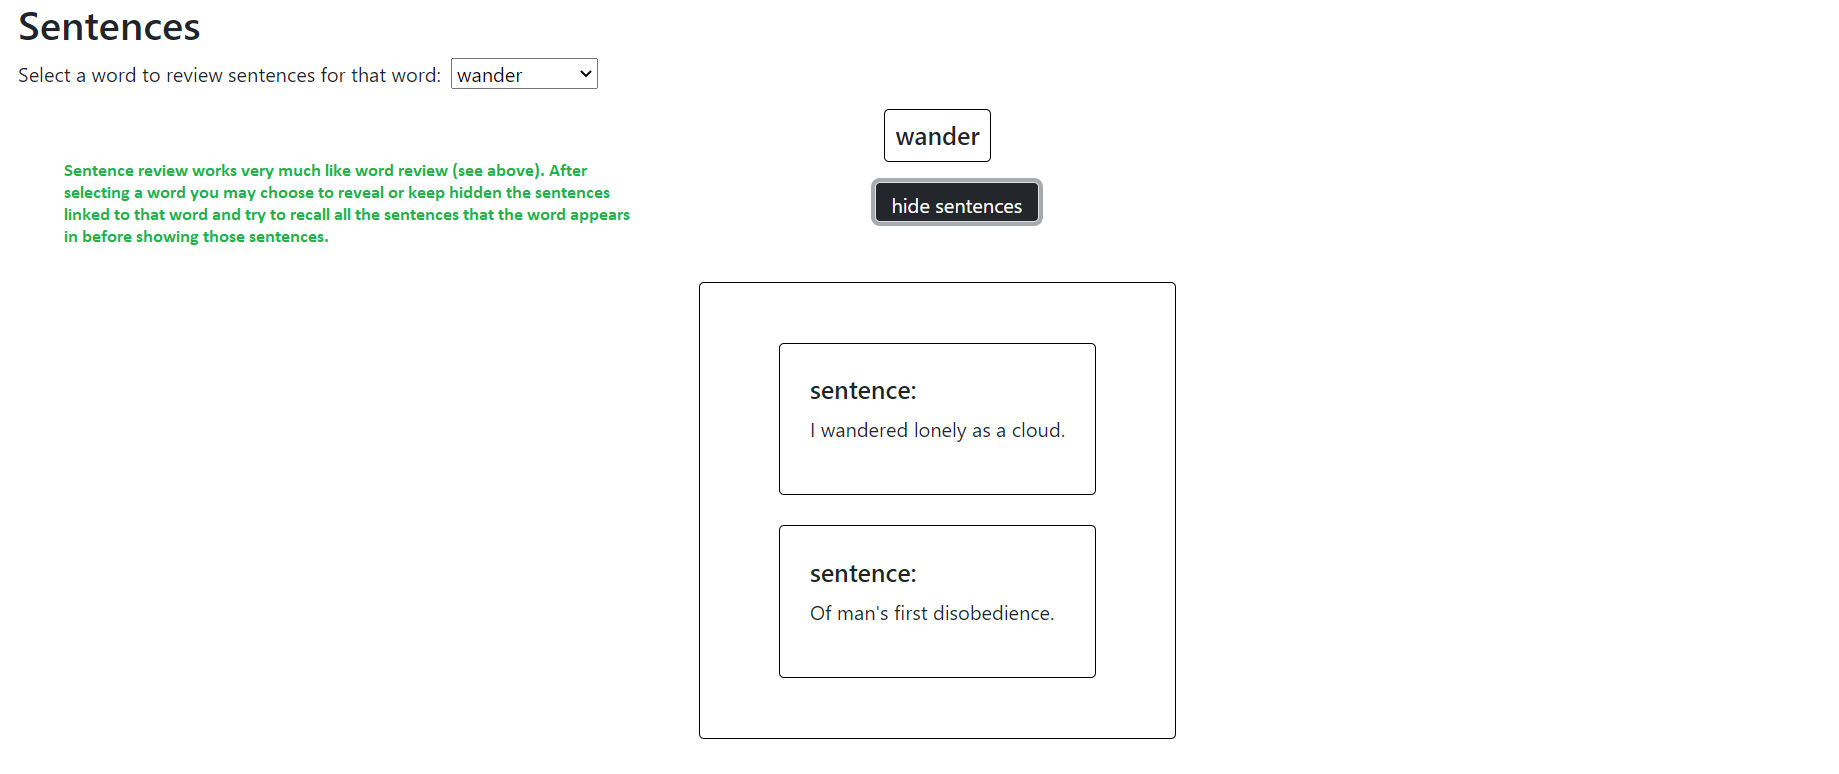 Sentences
Select a word to review sentences for that word: wander
wander
hide sentences
Sentence review works very much like word review (see above). After
selecting a word you may choose to reveal or keep hidden the sentences
linked to that word and try to recall all the sentences that the word appears
in before showing those sentences.
sentence:
I wandered lonely as a cloud.
sentence:
Of man's first disobedience.